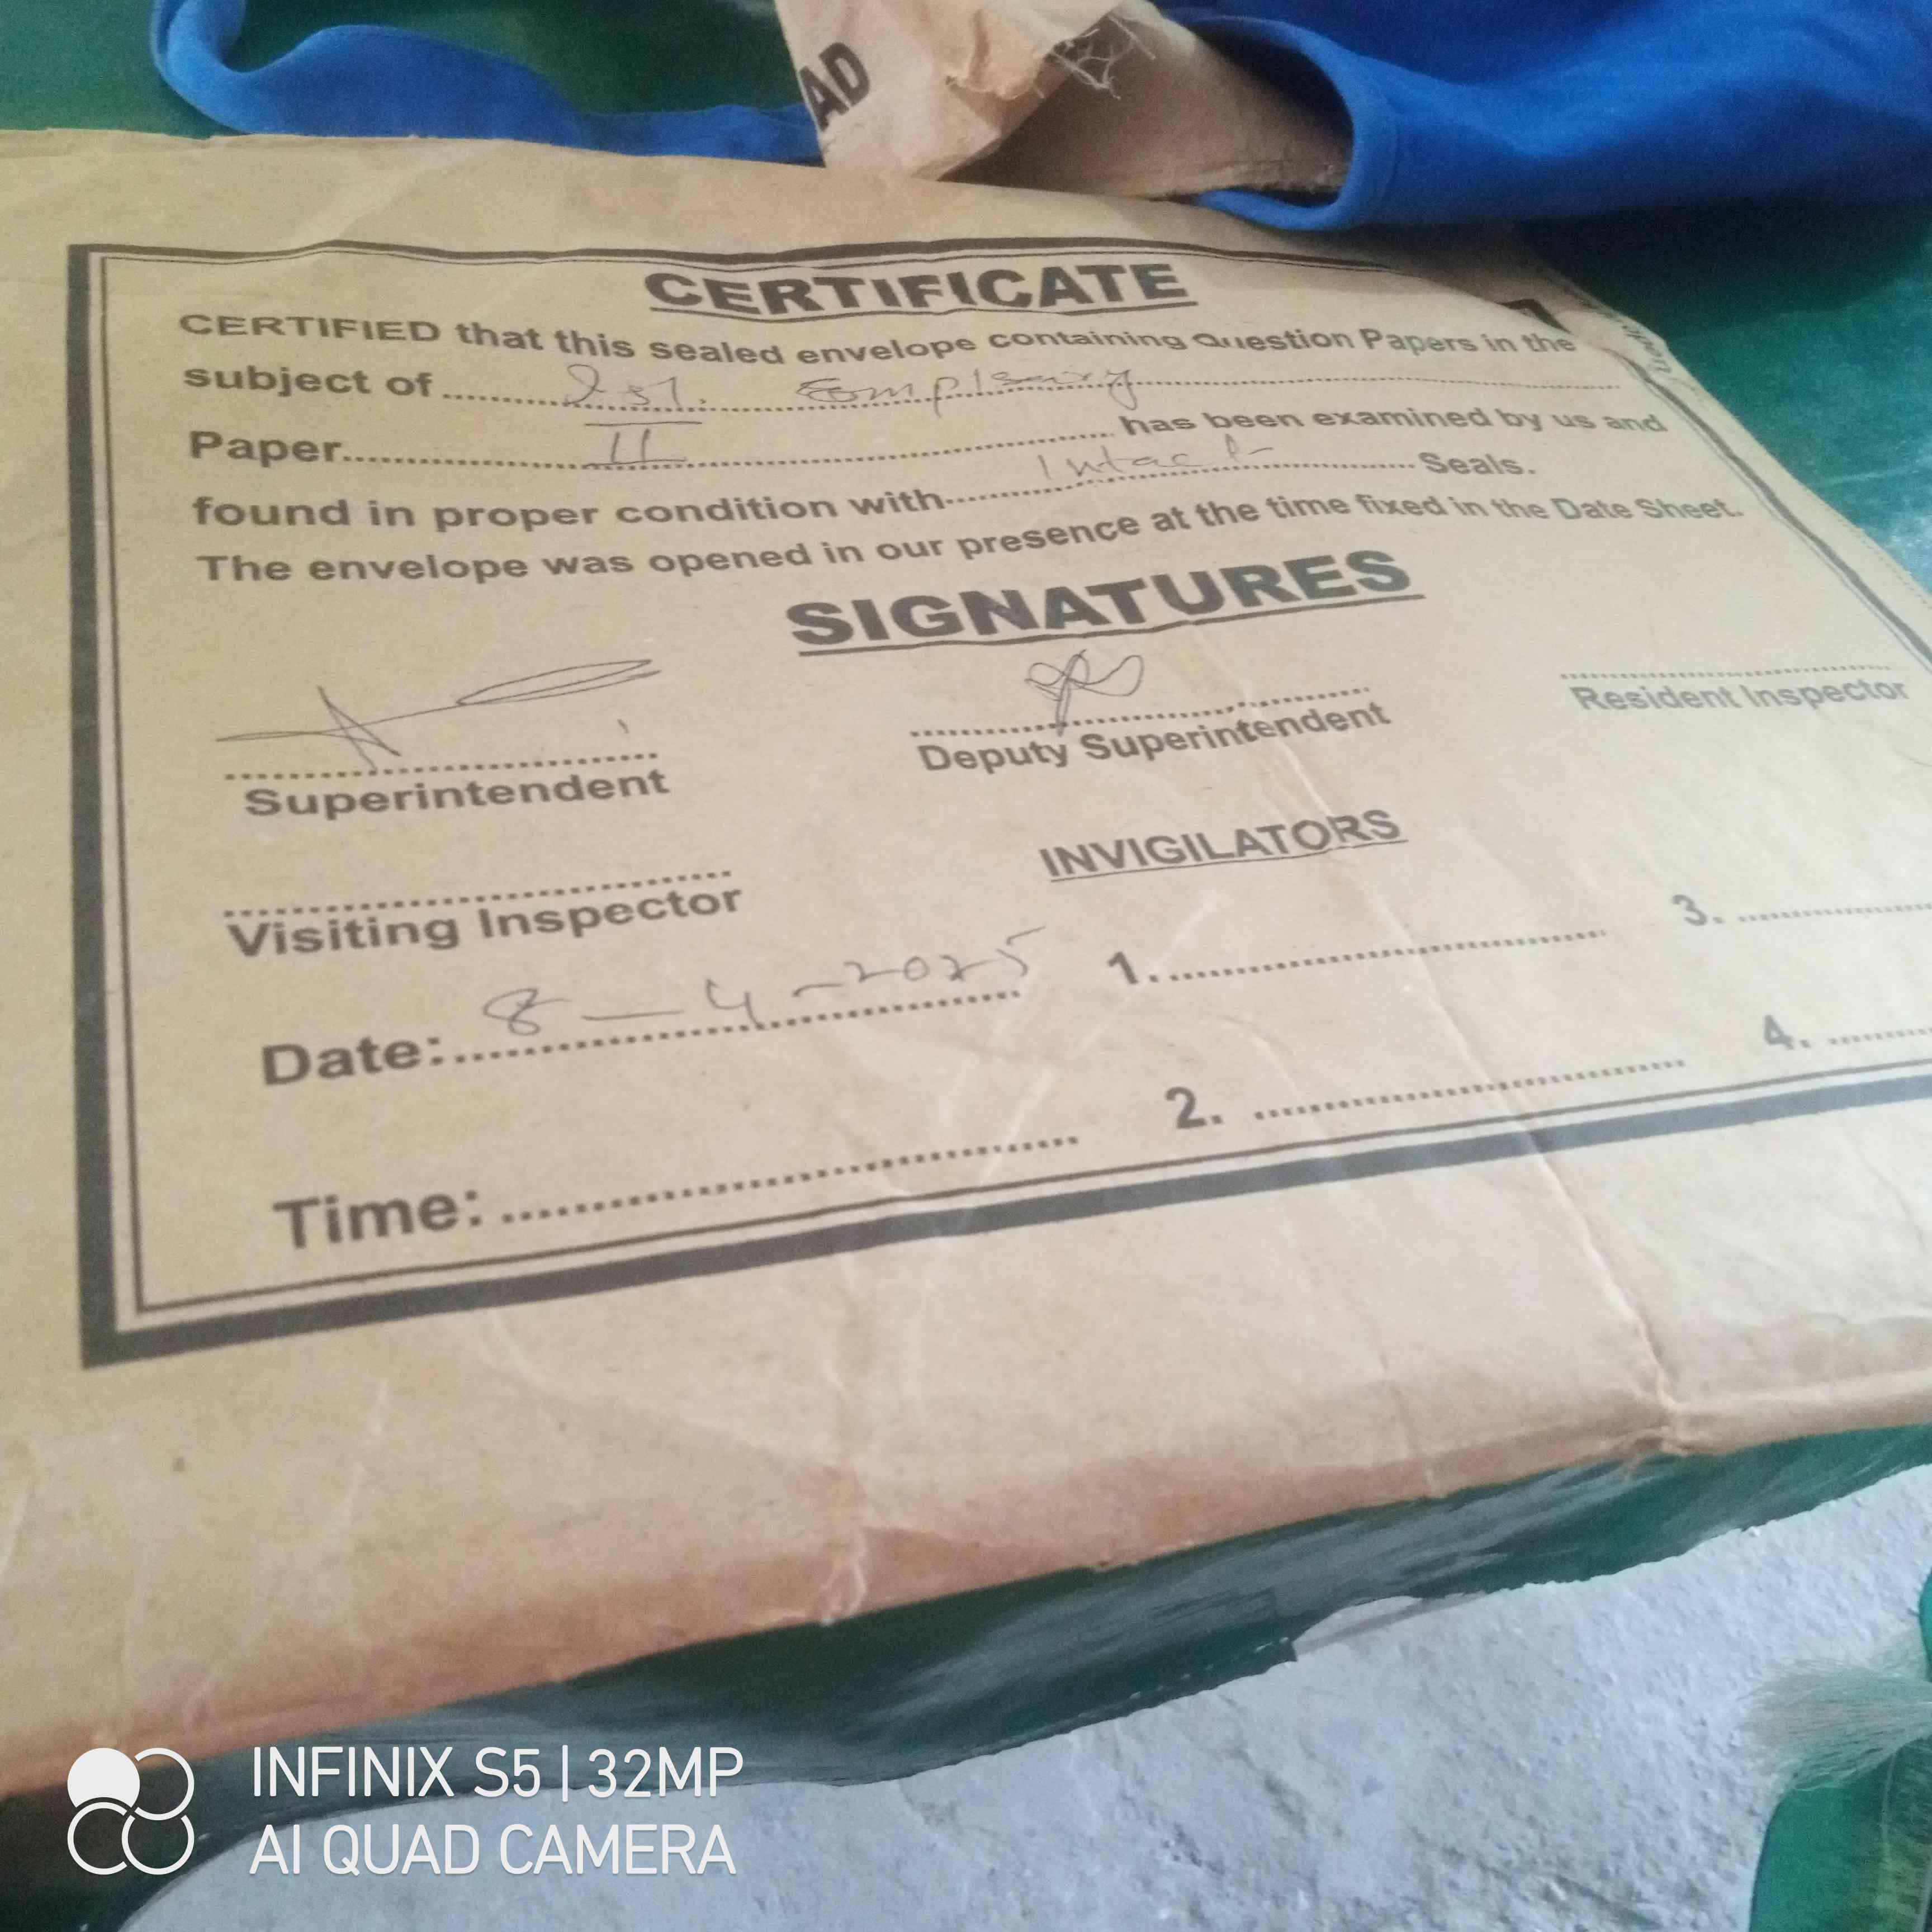 AD
CERTIFICATE
CERTIFIED that this sealed envelope containing Question Papers in the
subject of.......... Isl. Complsary..........
Paper.......... II .......... has been examined by us and
found in proper condition with.......... Intact .......... Seals.
The envelope was opened in our presence at the time fixed in the Date Sheet.
SIGNATURES
Superintendent
Deputy Superintendent
Resident Inspector
Visiting Inspector
INVIGILATORS
Date: 8-4-2025
1. ..........
3. ..........
Time: ..........
2. ..........
4. ..........
INFINIX S5 | 32MP
AI QUAD CAMERA